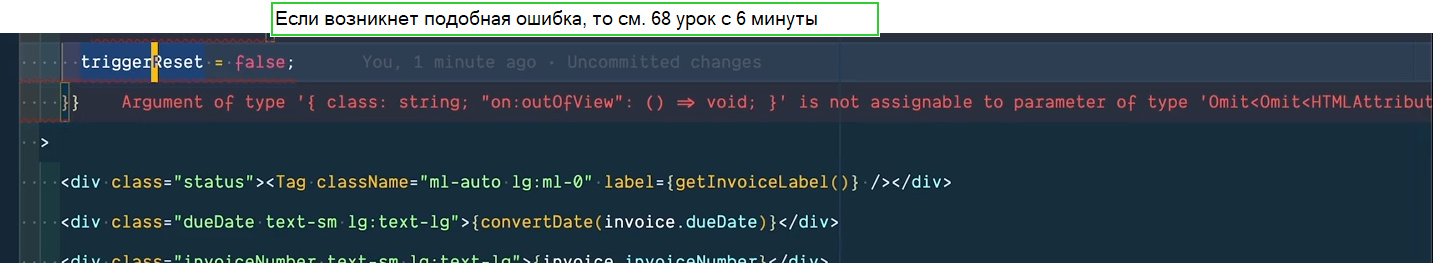 Если возникнет подобная ошибка, то см. 68 урок с 6 минуты
triggerReset = false;    You, 1 minute ago · Uncommitted changes
}}    Argument of type '{ class: string; "on:outOfView": () => void; }' is not assignable to parameter of type 'Omit<Omit<HTMLAttribut
>
<div class="status"><Tag className="ml-auto lg:ml-0" label={getInvoiceLabel()} /></div>
<div class="dueDate text-sm lg:text-lg">{convertDate(invoice.dueDate)}</div>
<div class="invoiceNumber text-sm lg:text-lg">{invoice.invoiceNumber}</div>